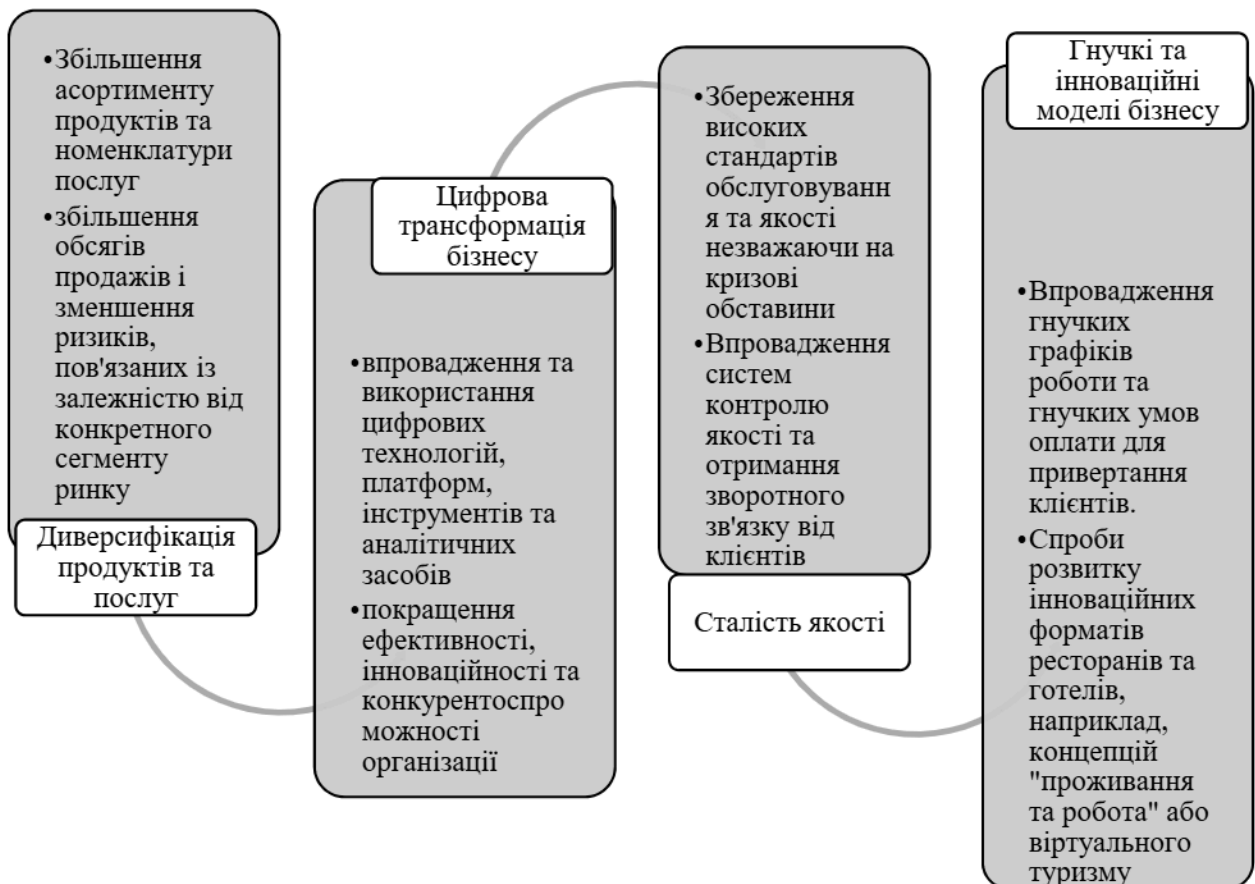 •Збільшення
асортименту
продуктів та
номенклатури
послуг
•збільшення
обсягів
продажів і
зменшення
ризиків,
пов'язаних із
залежністю від
конкретного
сегменту
ринку
Диверсифікація
продуктів та
послуг
Цифрова
трансформація
бізнесу
•впровадження та
використання
цифрових
технологій,
платформ,
інструментів та
аналітичних
засобів
•покращення
ефективності,
інноваційності та
конкурентоспро
можності
організації
•Збереження
високих
стандартів
обслуговуванн
я та якості
незважаючи на
кризові
обставини
•Впровадження
систем
контролю
якості та
отримання
зворотного
зв'язку від
клієнтів
Сталість якості
Гнучкі та
інноваційні
моделі бізнесу
•Впровадження
гнучких
графіків
роботи та
гнучких умов
оплати для
привертання
клієнтів.
•Спроби
розвитку
інноваційних
форматів
ресторанів та
готелів,
наприклад,
концепцій
"проживання
та робота" або
віртуального
туризму